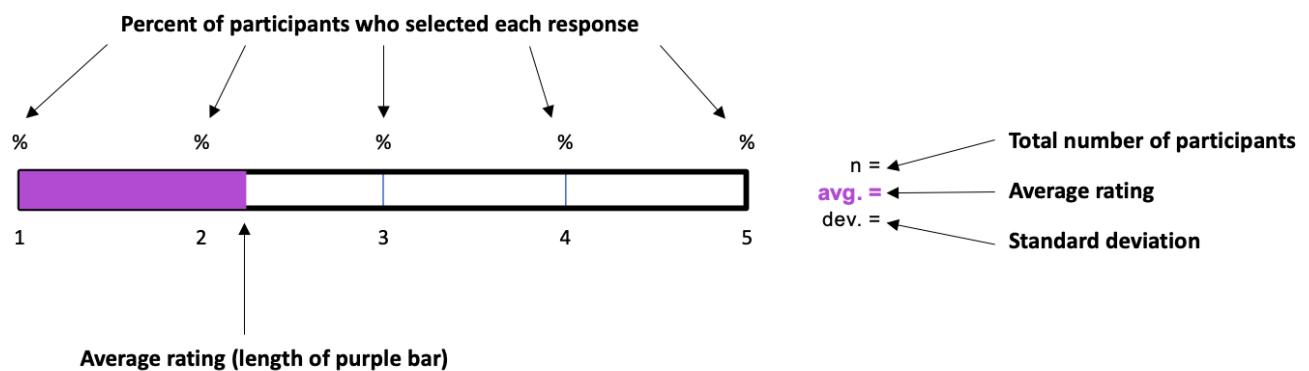 Percent of participants who selected each response
% % % % %
Total number of participants
n =
avg. =
Average rating
dev. =
Standard deviation
1 2 3 4 5
Average rating (length of purple bar)